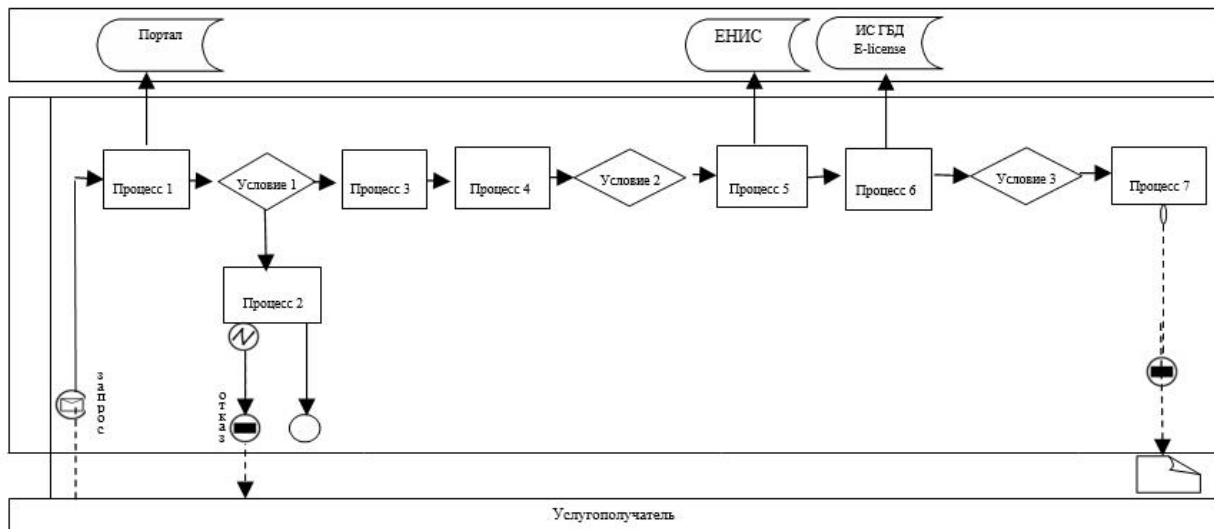 Портал
ЕНИС
ИС ГБД
E-license
Процесс 1
Условие 1
Процесс 3
Процесс 4
Условие 2
Процесс 5
Процесс 6
Условие 3
Процесс 7
Процесс 2
запрос
отказ
Услугополучатель